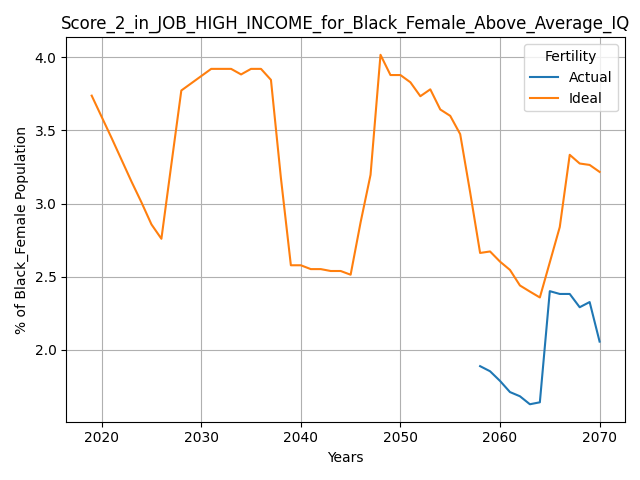 Score_2_in_JOB_HIGH_INCOME_for_Black_Female_Above_Average_IQ
Fertility
Actual
Ideal
% of Black_Female Population
4.0
3.5
3.0
2.5
2.0
2020 2030 2040 2050 2060 2070
Years